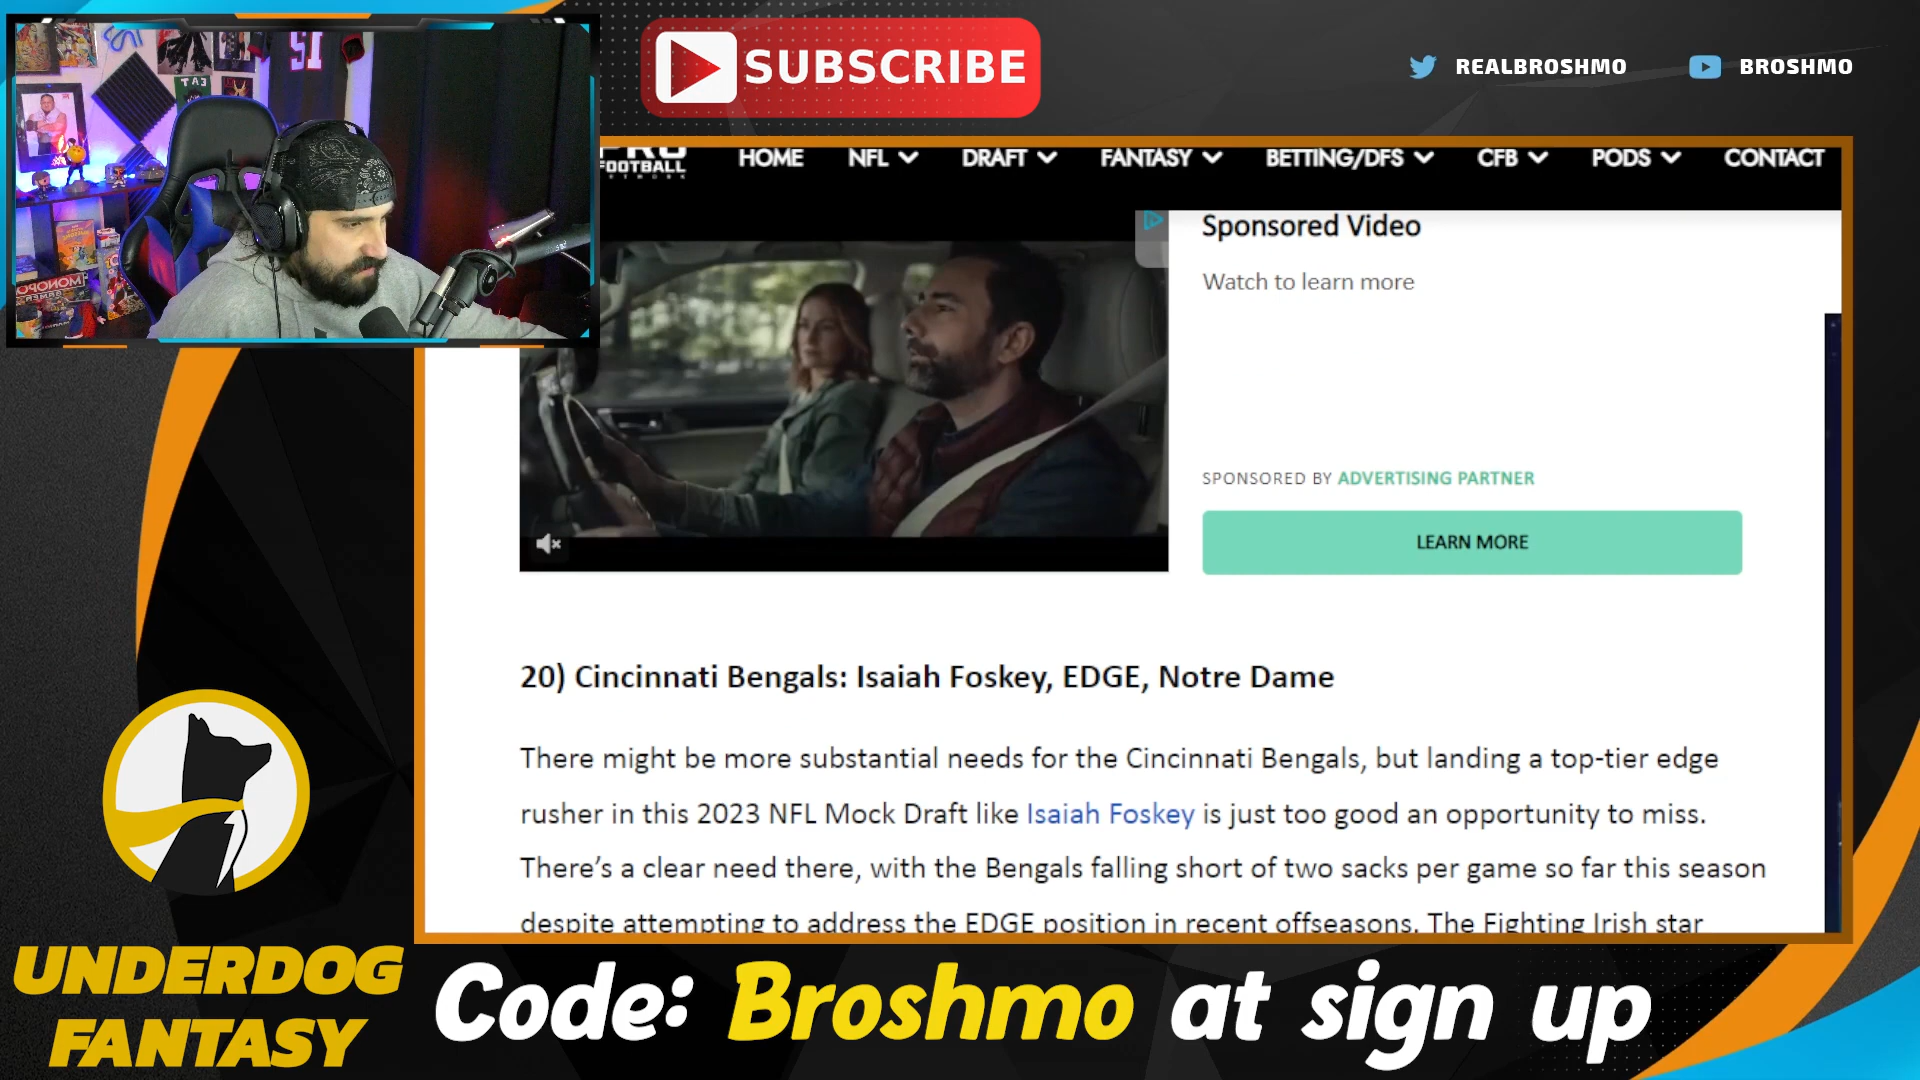 SUBSCRIBE
REALBROSHMO
BROSHMO
FOOTBALL
HOME
NFL
DRAFT
FANTASY
BETTING/DFS
CFB
PODS
CONTACT
Sponsored Video
Watch to learn more
SPONSORED BY ADVERTISING PARTNER
LEARN MORE
20) Cincinnati Bengals: Isaiah Foskey, EDGE, Notre Dame
There might be more substantial needs for the Cincinnati Bengals, but landing a top-tier edge
rusher in this 2023 NFL Mock Draft like Isaiah Foskey is just too good an opportunity to miss.
There's a clear need there, with the Bengals falling short of two sacks per game so far this season
despite attempting to address the EDGE position in recent offseasons. The Fighting Irish star
UNDERDOG
FANTASY
Code: Broshmo at sign up